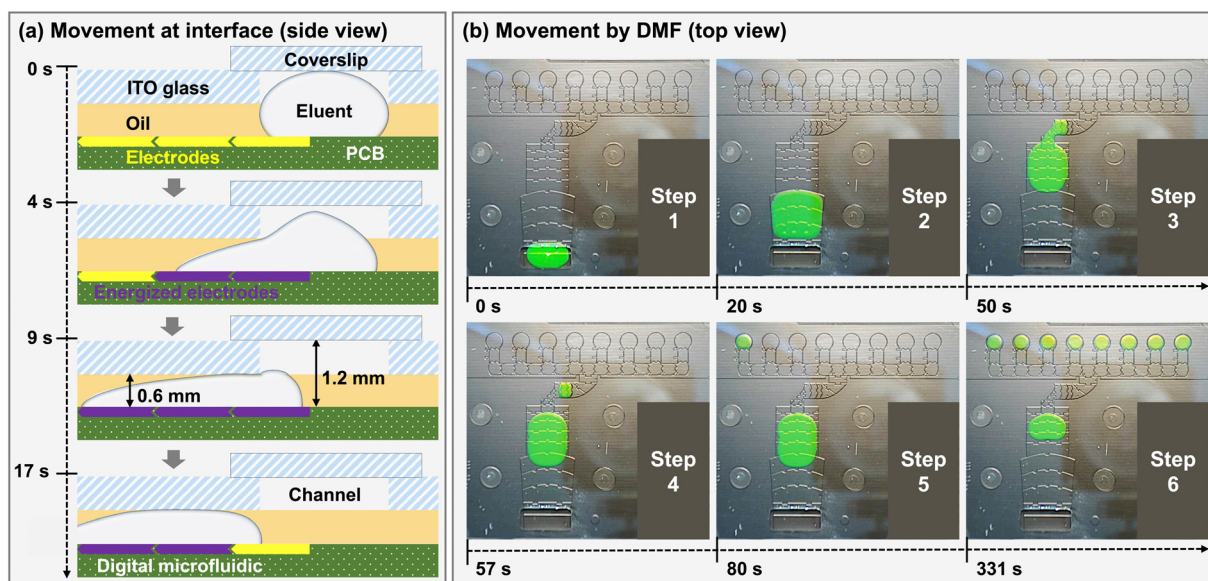 (a) Movement at interface (side view)
0 s
Coverslip
ITO glass
Eluent
Oil
Electrodes
PCB
4 s
Energized electrodes
9 s
1.2 mm
0.6 mm
17 s
Channel
Digital microfluidic
(b) Movement by DMF (top view)
Step
1
Step
2
Step
3
0 s
20 s
50 s
Step
4
Step
5
Step
6
57 s
80 s
331 s